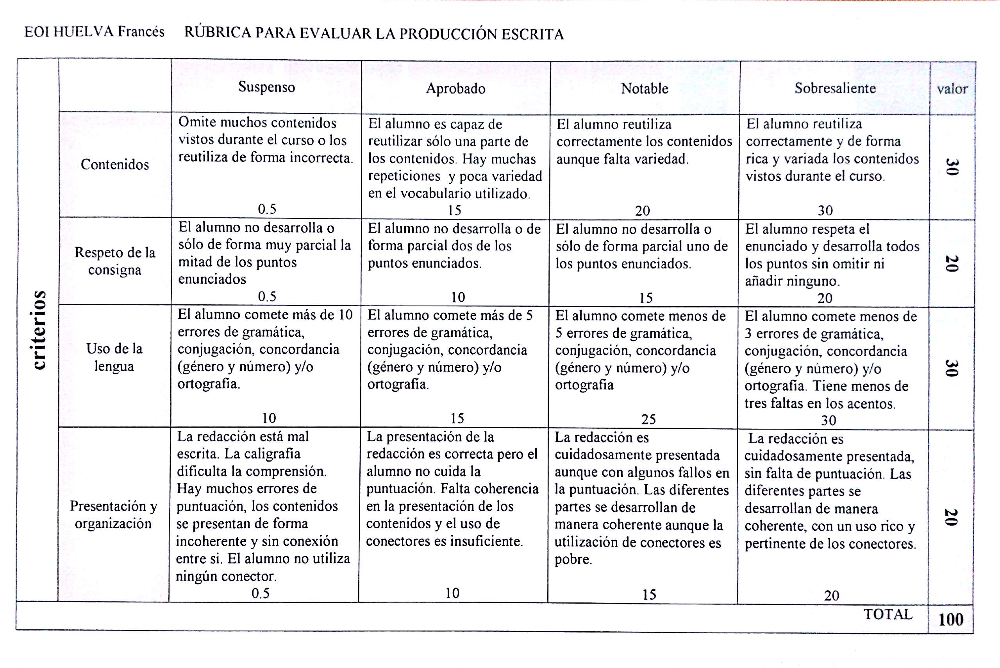 EOI HUELVA Francés RÚBRICA PARA EVALUAR LA PRODUCCIÓN ESCRITA
criterios
Suspenso
Aprobado
Notable
Sobresaliente
valor
Contenidos
Omite muchos contenidos
vistos durante el curso o los
reutiliza de forma incorrecta.
0.5
El alumno es capaz de
reutilizar sólo una parte de
los contenidos. Hay muchas
repeticiones y poca variedad
en el vocabulario utilizado.
15
El alumno reutiliza
correctamente los contenidos
aunque falta variedad.
20
El alumno reutiliza
correctamente y de forma
rica y variada los contenidos
vistos durante el curso.
30
30
Respeto de la
consigna
El alumno no desarrolla o
sólo de forma muy parcial la
mitad de los puntos
enunciados
0.5
El alumno no desarrolla o de
forma parcial dos de los
puntos enunciados.
10
El alumno no desarrolla o
sólo de forma parcial uno de
los puntos enunciados.
15
El alumno respeta el
enunciado y desarrolla todos
los puntos sin omitir ni
añadir ninguno.
20
20
Uso de la
lengua
El alumno comete más de 10
errores de gramática,
conjugación, concordancia
(género y número) y/o
ortografía.
10
El alumno comete más de 5
errores de gramática,
conjugación, concordancia
(género y número) y/o
ortografía.
15
El alumno comete menos de
5 errores de gramática,
conjugación, concordancia
(género y número) y/o
ortografía
25
El alumno comete menos de
3 errores de gramática,
conjugación, concordancia
(género y número) y/o
ortografía. Tiene menos de
tres faltas en los acentos.
30
30
Presentación y
organización
La redacción está mal
escrita. La caligrafía
dificulta la comprensión.
Hay muchos errores de
puntuación, los contenidos
se presentan de forma
incoherente y sin conexión
entre si. El alumno no utiliza
ningún conector.
0.5
La presentación de la
redacción es correcta pero el
alumno no cuida la
puntuación. Falta coherencia
en la presentación de los
contenidos y el uso de
conectores es insuficiente.
10
La redacción es
cuidadosamente presentada
aunque con algunos fallos en
la puntuación. Las diferentes
partes se desarrollan de
manera coherente aunque la
utilización de conectores es
pobre.
15
La redacción es
cuidadosamente presentada,
sin falta de puntuación. Las
diferentes partes se
desarrollan de manera
coherente, con un uso rico y
pertinente de los conectores.
20
20
TOTAL
100